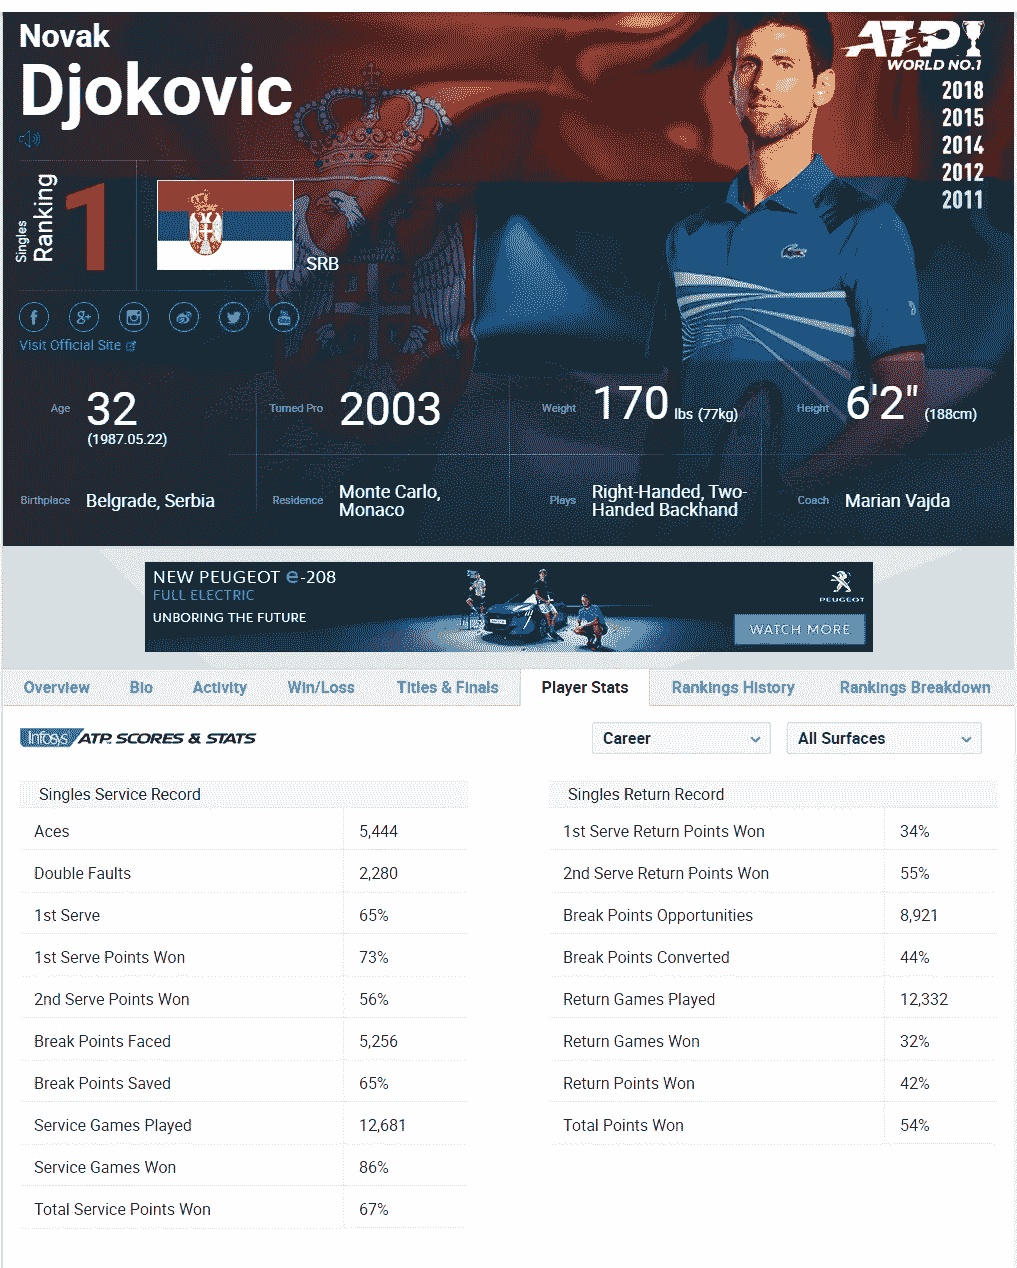 Novak
Djokovic
ATP
WORLD NO.1
2018
2015
2014
2012
2011
Singles
Ranking
1
SRB
Visit Official Site
Age
32
(1987.05.22)
Turned Pro
2003
Weight
170 lbs (77kg)
Height
6'2" (188cm)
Birthplace
Belgrade, Serbia
Residence
Monte Carlo,
Monaco
Plays
Right-Handed, Two-
Handed Backhand
Coach
Marian Vajda
NEW PEUGEOT e-208
FULL ELECTRIC
UNBORING THE FUTURE
PEUGEOT
WATCH MORE
Overview Bio Activity Win/Loss Titles & Finals Player Stats Rankings History Rankings Breakdown
Infosys ATP. SCORES & STATS
Career
All Surfaces
Singles Service Record
Aces 5,444
Double Faults 2,280
1st Serve 65%
1st Serve Points Won 73%
2nd Serve Points Won 56%
Break Points Faced 5,256
Break Points Saved 65%
Service Games Played 12,681
Service Games Won 86%
Total Service Points Won 67%
Singles Return Record
1st Serve Return Points Won 34%
2nd Serve Return Points Won 55%
Break Points Opportunities 8,921
Break Points Converted 44%
Return Games Played 12,332
Return Games Won 32%
Return Points Won 42%
Total Points Won 54%